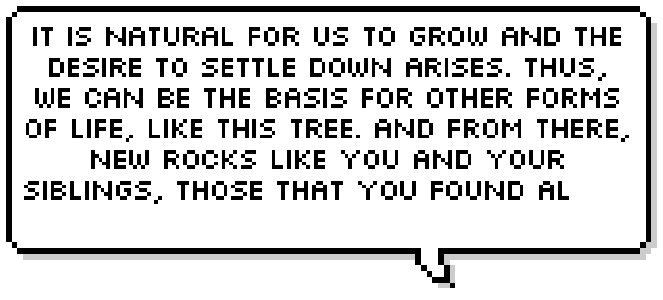 IT IS NATURAL FOR US TO GROW AND THE
DESIRE TO SETTLE DOWN ARISES. THUS,
WE CAN BE THE BASIS FOR OTHER FORMS
OF LIFE, LIKE THIS TREE. AND FROM THERE,
NEW ROCKS LIKE YOU AND YOUR
SIBLINGS, THOSE THAT YOU FOUND AL